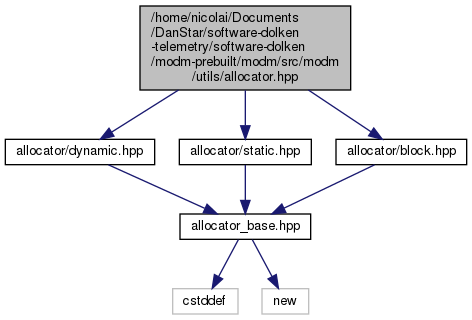 /home/nicolai/Documents
/DanStar/software-dolken
-telemetry/software-dolken
/modm-prebuilt/modm/src/modm
/utils/allocator.hpp
allocator/dynamic.hpp
allocator/static.hpp
allocator/block.hpp
allocator_base.hpp
cstddef
new